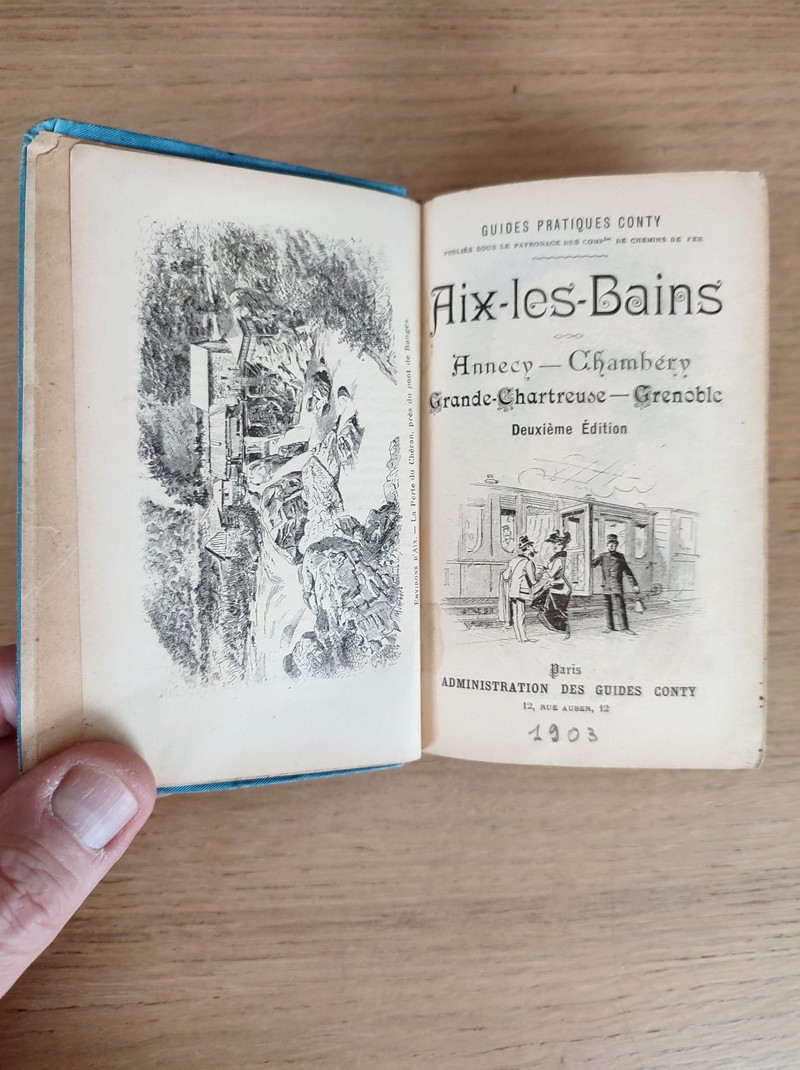 Environs d'Aix. — La Perte du Chéran, près du pont de Banges.
GUIDES PRATIQUES CONTY
PUBLIÉS SOUS LE PATRONAGE DES COMPies DE CHEMINS DE FER
Aix-les-Bains
Annecy — Chambéry
Grande-Chartreuse — Grenoble
Deuxième Édition
Paris
ADMINISTRATION DES GUIDES CONTY
12, RUE AUBER, 12
1903